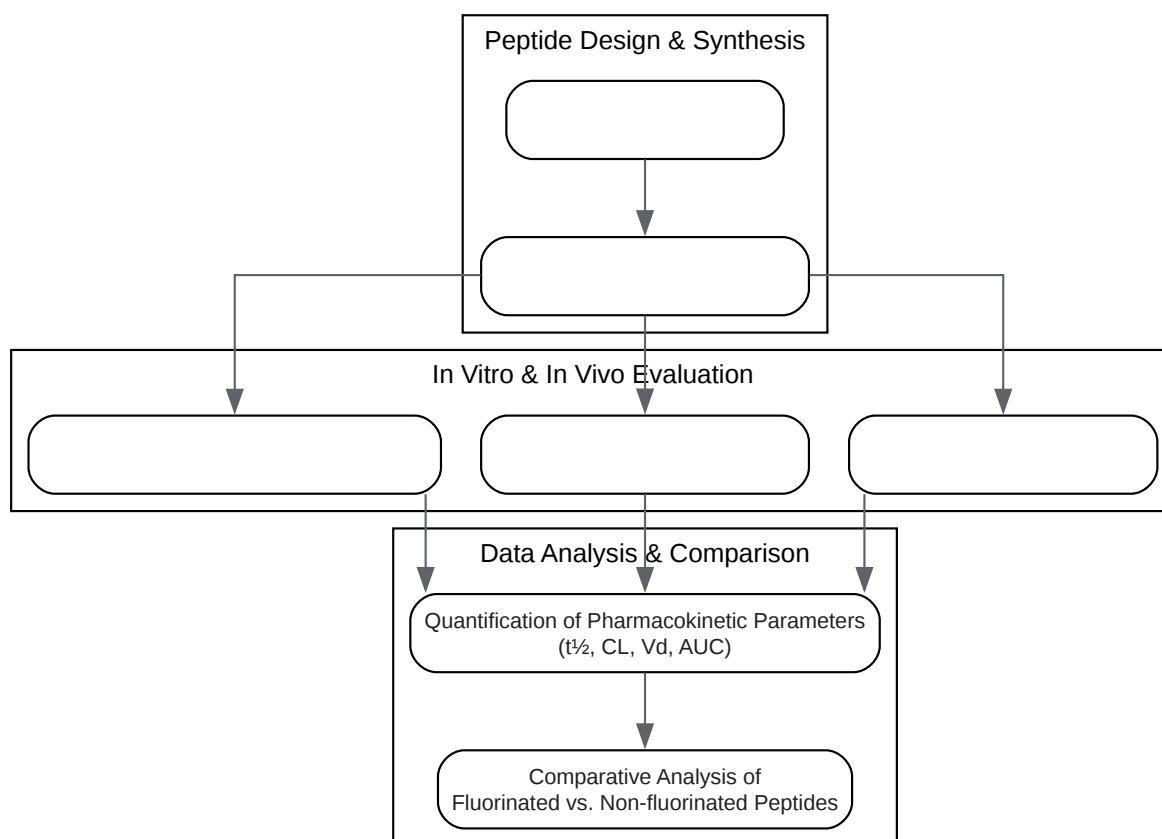 Peptide Design & Synthesis
In Vitro & In Vivo Evaluation
Data Analysis & Comparison
Quantification of Pharmacokinetic Parameters
(t½, CL, Vd, AUC)
Comparative Analysis of
Fluorinated vs. Non-fluorinated Peptides